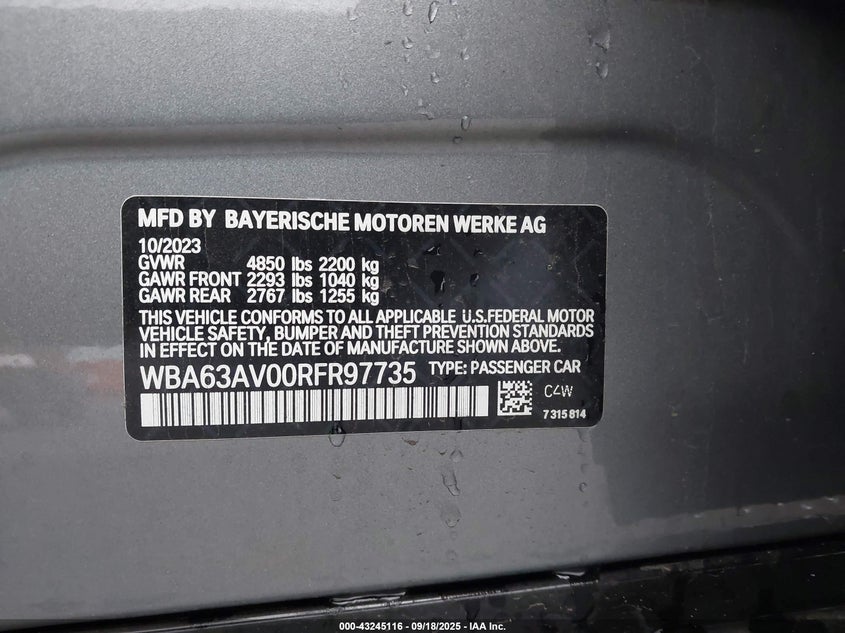 MFD BY BAYERISCHE MOTOREN WERKE AG
10/2023
GVWR 4850 lbs 2200 kg
GAWR FRONT 2293 lbs 1040 kg
GAWR REAR 2767 lbs 1255 kg
THIS VEHICLE CONFORMS TO ALL APPLICABLE U.S.FEDERAL MOTOR
VEHICLE SAFETY, BUMPER AND THEFT PREVENTION STANDARDS
IN EFFECT ON THE DATE OF MANUFACTURE SHOWN ABOVE.
WBA63AV00RFR97735 TYPE: PASSENGER CAR
C4W
7315814
000-43245116 - 09/18/2025 - IAA Inc.